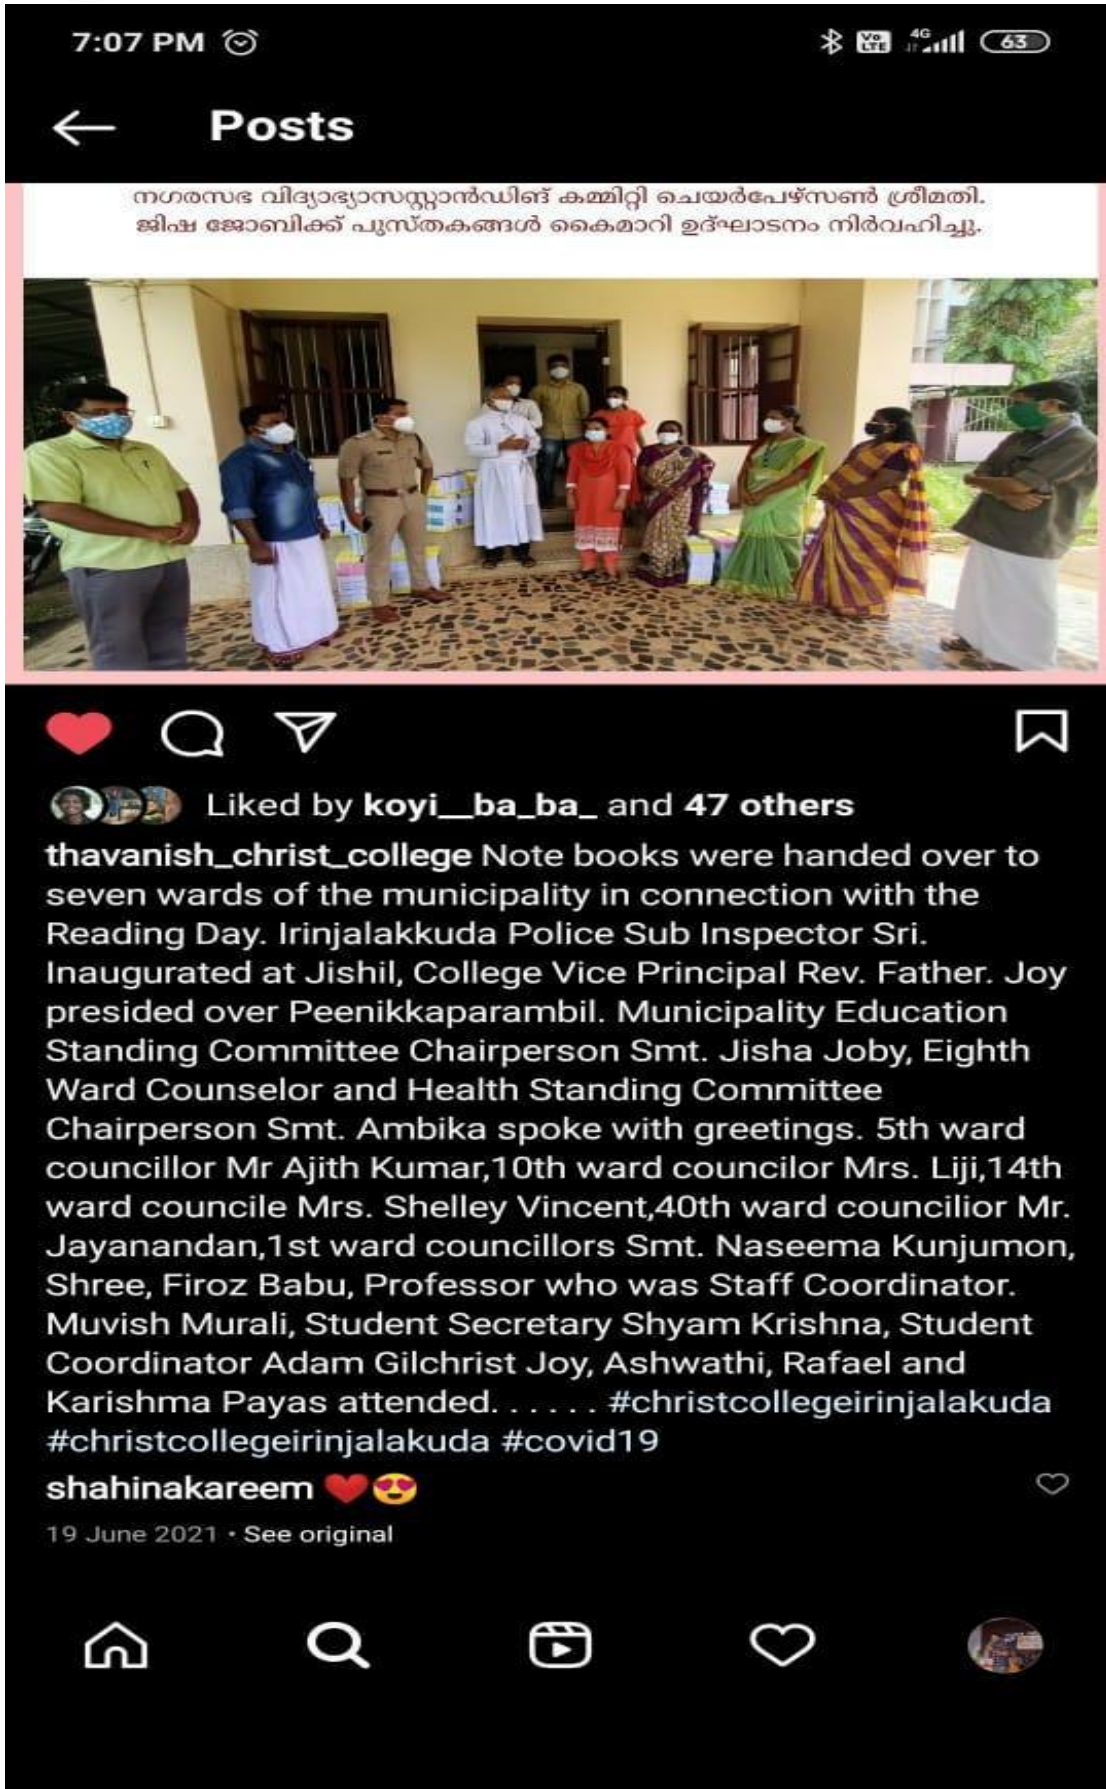 7:07 PM
Vo LTE 4G 63
Posts
നഗരസഭ വിദ്യാഭ്യാസസ്റ്റാൻഡിങ് കമ്മിറ്റി ചെയർപേഴ്സൺ ശ്രീമതി.
ജിഷ ജോബിക്ക് പുസ്തകങ്ങൾ കൈമാറി ഉദ്ഘാടനം നിർവഹിച്ചു.
Liked by koyi__ba_ba_ and 47 others
thavanish_christ_college Note books were handed over to
seven wards of the municipality in connection with the
Reading Day. Irinjalakkuda Police Sub Inspector Sri.
Inaugurated at Jishil, College Vice Principal Rev. Father. Joy
presided over Peenikkaparambil. Municipality Education
Standing Committee Chairperson Smt. Jisha Joby, Eighth
Ward Counselor and Health Standing Committee
Chairperson Smt. Ambika spoke with greetings. 5th ward
councillor Mr Ajith Kumar,10th ward councilor Mrs. Liji,14th
ward councile Mrs. Shelley Vincent,40th ward councilior Mr.
Jayanandan,1st ward councillors Smt. Naseema Kunjumon,
Shree, Firoz Babu, Professor who was Staff Coordinator.
Muvish Murali, Student Secretary Shyam Krishna, Student
Coordinator Adam Gilchrist Joy, Ashwathi, Rafael and
Karishma Payas attended. . . . . . #christcollegeirinjalakuda
#christcollegeirinjalakuda #covid19
shahinakareem ❤️😍
19 June 2021 • See original